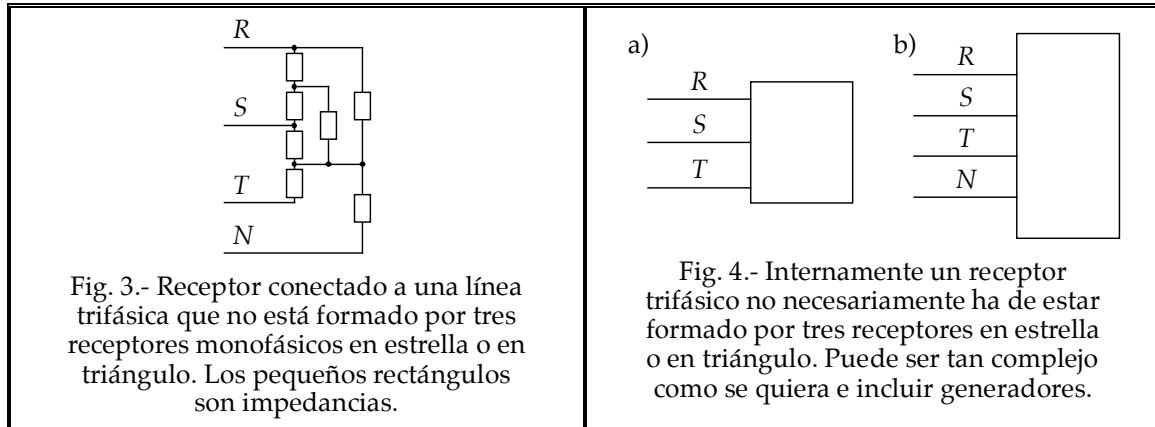 R
S
T
N
Fig. 3.- Receptor conectado a una línea
trifásica que no está formado por tres
receptores monofásicos en estrella o en
triángulo. Los pequeños rectángulos
son impedancias.
a)
R
S
T
b)
R
S
T
N
Fig. 4.- Internamente un receptor
trifásico no necesariamente ha de estar
formado por tres receptores en estrella
o en triángulo. Puede ser tan complejo
como se quiera e incluir generadores.